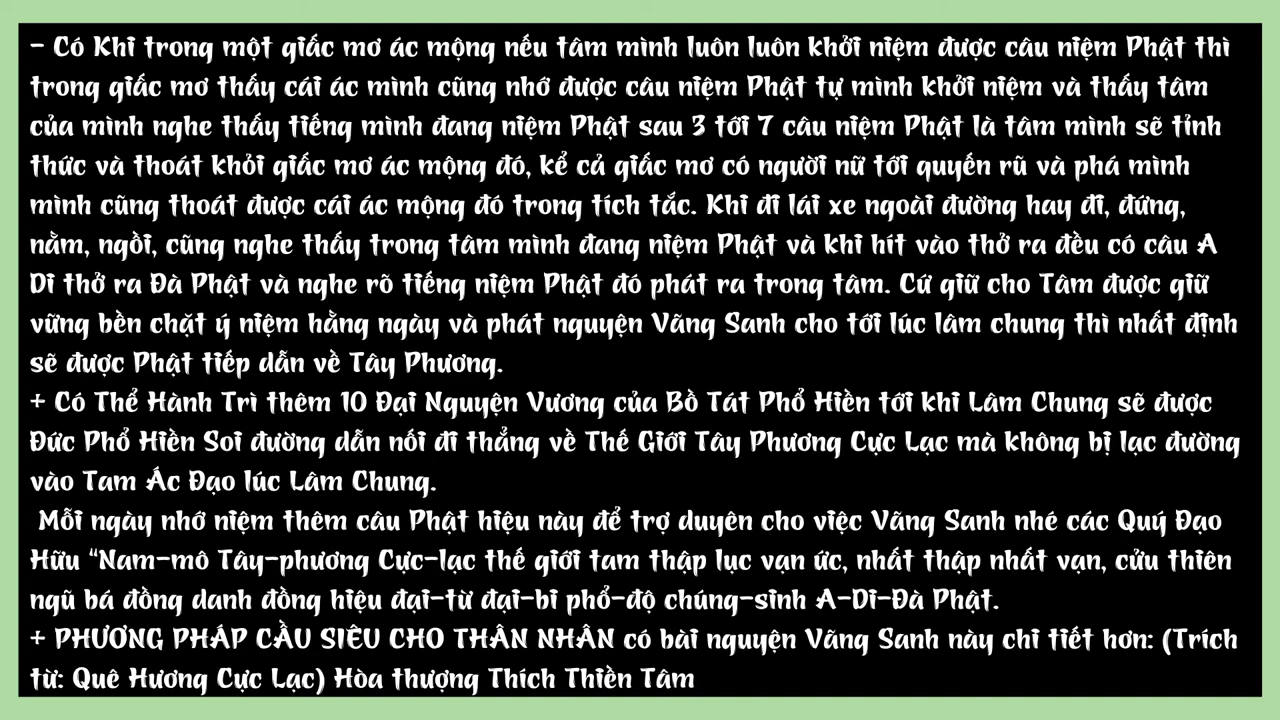 - Có Khi trong một giấc mơ ác mộng nếu tâm mình luôn luôn khởi niệm được câu niệm Phật thì
trong giấc mơ thấy cái ác mình cũng nhớ được câu niệm Phật tự mình khởi niệm và thấy tâm
của mình nghe thấy tiếng mình đang niệm Phật sau 3 tới 7 câu niệm Phật là tâm mình sẽ tỉnh
thức và thoát khỏi giấc mơ ác mộng đó, kể cả giấc mơ có người nữ tới quyến rũ và phá mình
mình cũng thoát được cái ác mộng đó trong tích tắc. Khi đi lái xe ngoài đường hay đi, đứng,
nằm, ngồi, cũng nghe thấy trong tâm mình đang niệm Phật và khi hít vào thở ra đều có câu A
Di thở ra Đà Phật và nghe rõ tiếng niệm Phật đó phát ra trong tâm. Cứ giữ cho Tâm được giữ
vững bền chặt ý niệm hằng ngày và phát nguyện Vãng Sanh cho tới lúc lâm chung thì nhất định
sẽ được Phật tiếp dẫn về Tây Phương.
+ Có Thể Hành Trì thêm 10 Đại Nguyện Vương của Bồ Tát Phổ Hiền tới khi Lâm Chung sẽ được
Đức Phổ Hiền Soi đường dẫn nối đi thẳng về Thế Giới Tây Phương Cực Lạc mà không bị lạc đường
vào Tam Ác Đạo lúc Lâm Chung.
Mỗi ngày nhớ niệm thêm câu Phật hiệu này để trợ duyên cho việc Vãng Sanh nhé các Quý Đạo
Hữu "Nam-mô Tây-phương Cực-lạc thế giới tam thập lục vạn ức, nhất thập nhất vạn, cửu thiên
ngũ bá đồng danh đồng hiệu đại-từ đại-bi phổ-độ chúng-sinh A-Di-Đà Phật.
+ PHƯƠNG PHÁP CẦU SIÊU CHO THÂN NHÂN có bài nguyện Vãng Sanh này chi tiết hơn: (Trích
từ: Quê Hương Cực Lạc) Hòa thượng Thích Thiền Tâm